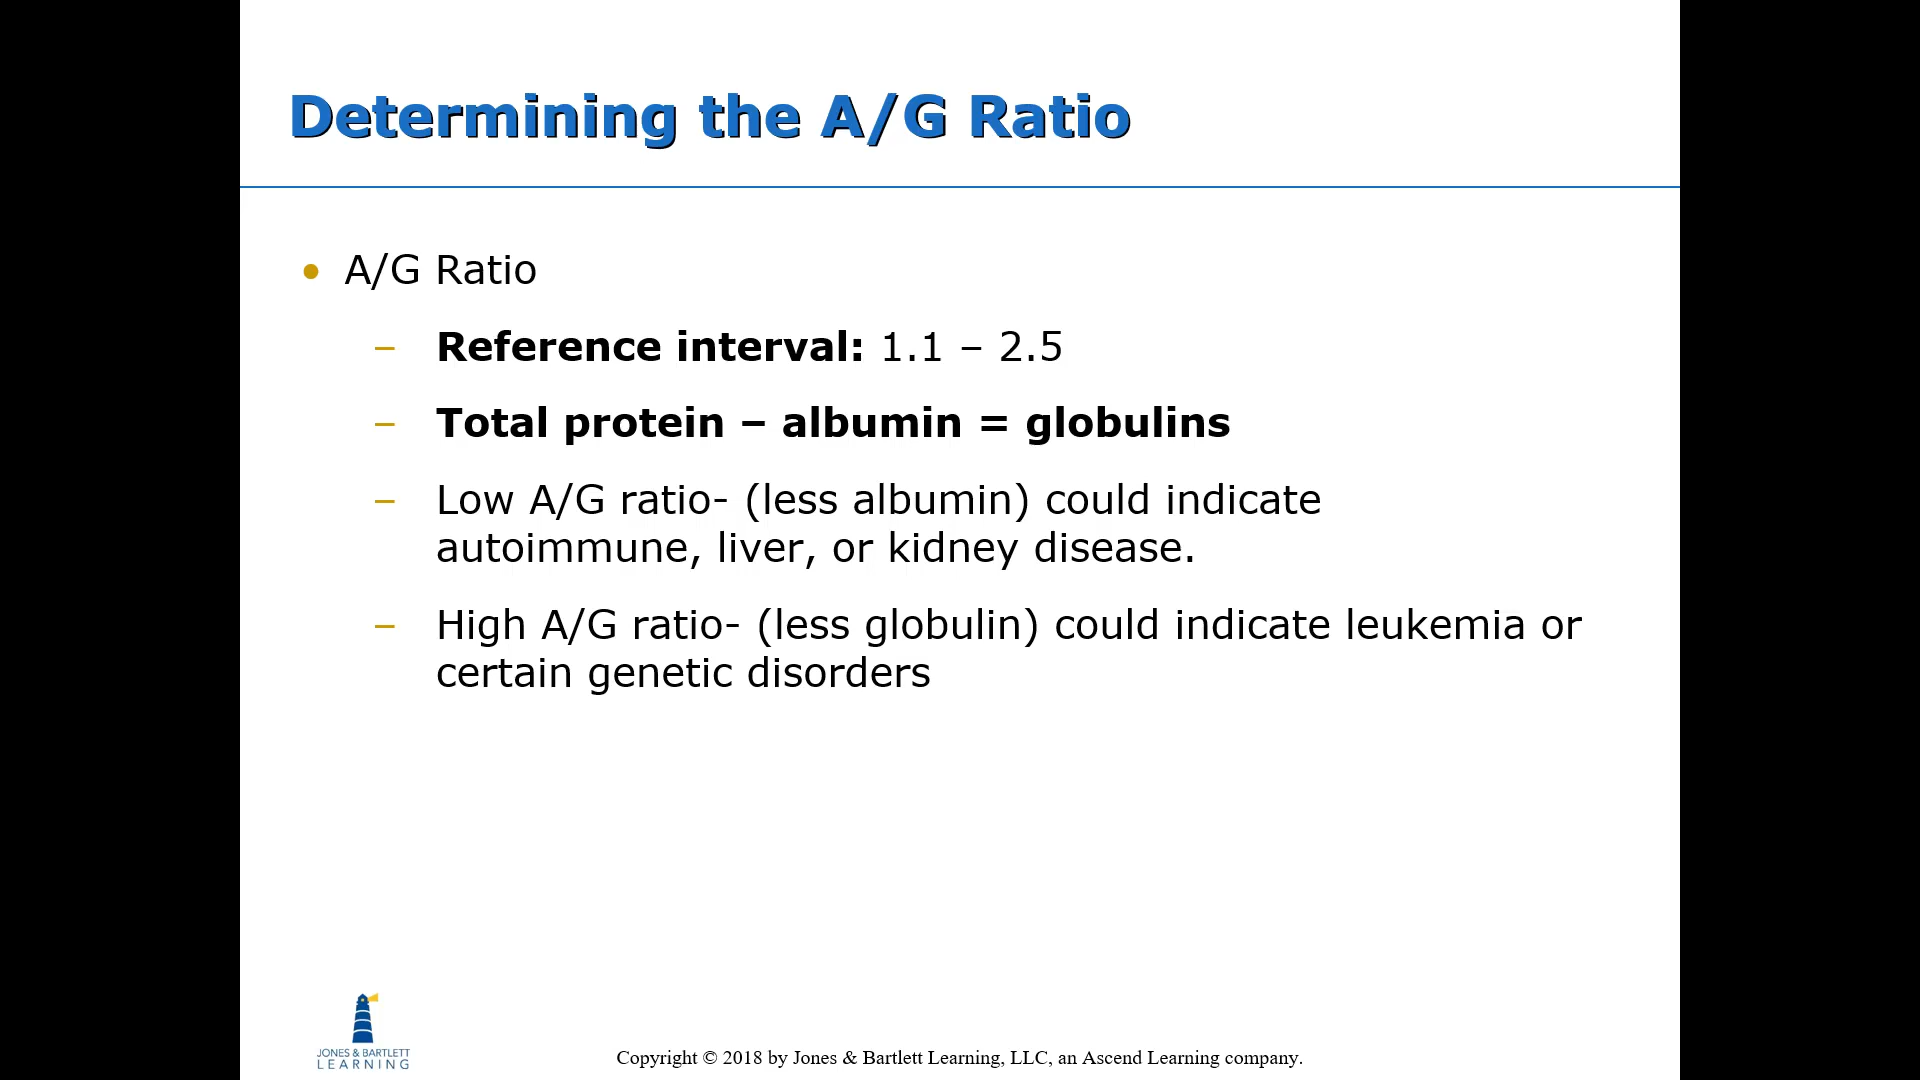 Determining the A/G Ratio
• A/G Ratio
– Reference interval: 1.1 – 2.5
– Total protein – albumin = globulins
– Low A/G ratio- (less albumin) could indicate
autoimmune, liver, or kidney disease.
– High A/G ratio- (less globulin) could indicate leukemia or
certain genetic disorders
JONES & BARTLETT
LEARNING
Copyright © 2018 by Jones & Bartlett Learning, LLC, an Ascend Learning company.